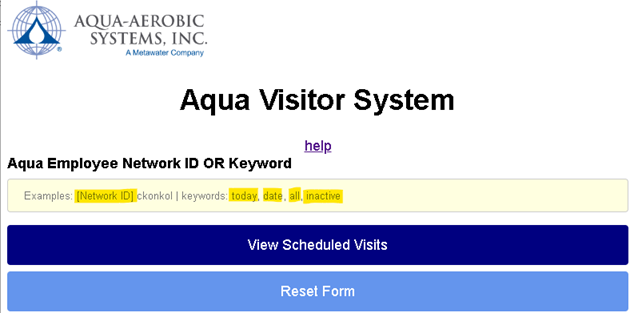 AQUA-AEROBIC
SYSTEMS, INC.
A Metawater Company
Aqua Visitor System
help
Aqua Employee Network ID OR Keyword
Examples: [Network ID] ckonkol | keywords: today, date, all, inactive
View Scheduled Visits
Reset Form